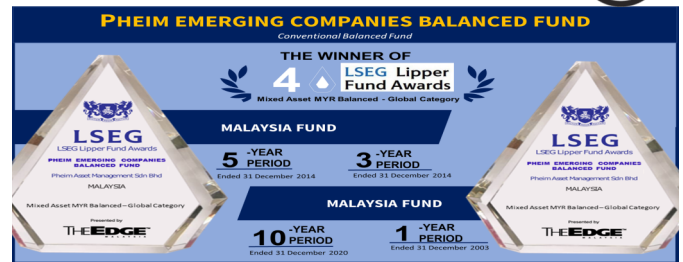 PHEIM EMERGING COMPANIES BALANCED FUND
Conventional Balanced Fund
THE WINNER OF
4 LSEG Lipper Fund Awards
Mixed Asset MYR Balanced - Global Category
MALAYSIA FUND
5 -YEAR PERIOD
Ended 31 December 2014
3 -YEAR PERIOD
Ended 31 December 2014
MALAYSIA FUND
10 -YEAR PERIOD
Ended 31 December 2020
1 -YEAR PERIOD
Ended 31 December 2003
LSEG
LSEG Lipper Fund Awards
PHEIM EMERGING COMPANIES
BALANCED FUND
Pheim Asset Management Sdn Bhd
MALAYSIA
Mixed Asset MYR Balanced—Global Category
Presented by
THEEDGE
MALAYSIA
LSEG
LSEG Lipper Fund Awards
PHEIM EMERGING COMPANIES
BALANCED FUND
Pheim Asset Management Sdn Bhd
MALAYSIA
Mixed Asset MYR Balanced—Global Category
Presented by
THEEDGE
MALAYSIA